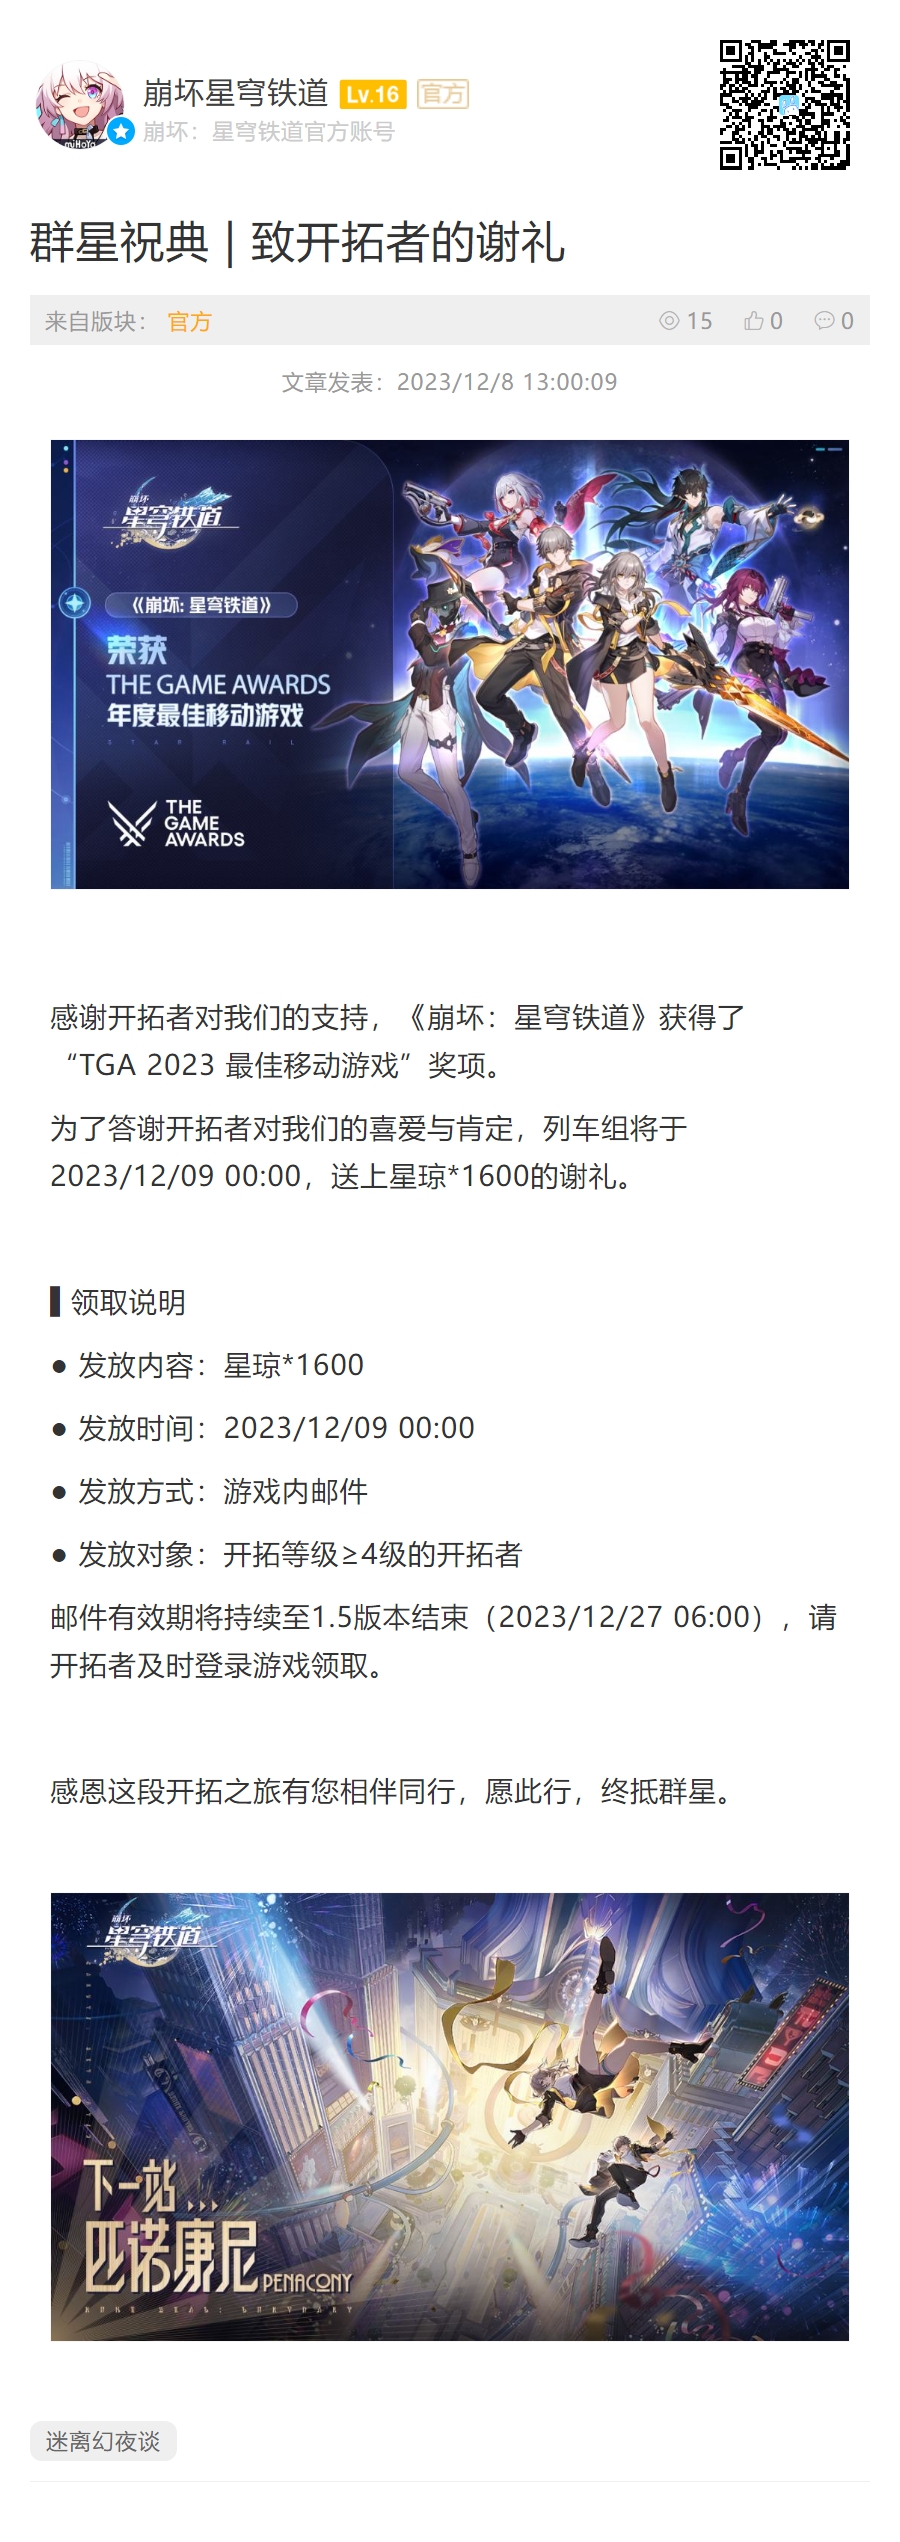 崩坏星穹铁道 Lv.16 官方
崩坏：星穹铁道官方账号
miHoYo
群星祝典 | 致开拓者的谢礼
来自版块： 官方 15 0 0
文章发表：2023/12/8 13:00:09
崩坏
星穹铁道
《崩坏: 星穹铁道》
荣获
THE GAME AWARDS
年度最佳移动游戏
STAR RAIL
THE
GAME
AWARDS
感谢开拓者对我们的支持，《崩坏：星穹铁道》获得了
“TGA 2023 最佳移动游戏”奖项。
为了答谢开拓者对我们的喜爱与肯定，列车组将于
2023/12/09 00:00，送上星琼*1600的谢礼。
▌领取说明
● 发放内容：星琼*1600
● 发放时间：2023/12/09 00:00
● 发放方式：游戏内邮件
● 发放对象：开拓等级≥4级的开拓者
邮件有效期将持续至1.5版本结束（2023/12/27 06:00），请
开拓者及时登录游戏领取。
感恩这段开拓之旅有您相伴同行，愿此行，终抵群星。
崩坏
星穹铁道
下一站...
匹诺康尼 PENACONY
迷离幻夜谈